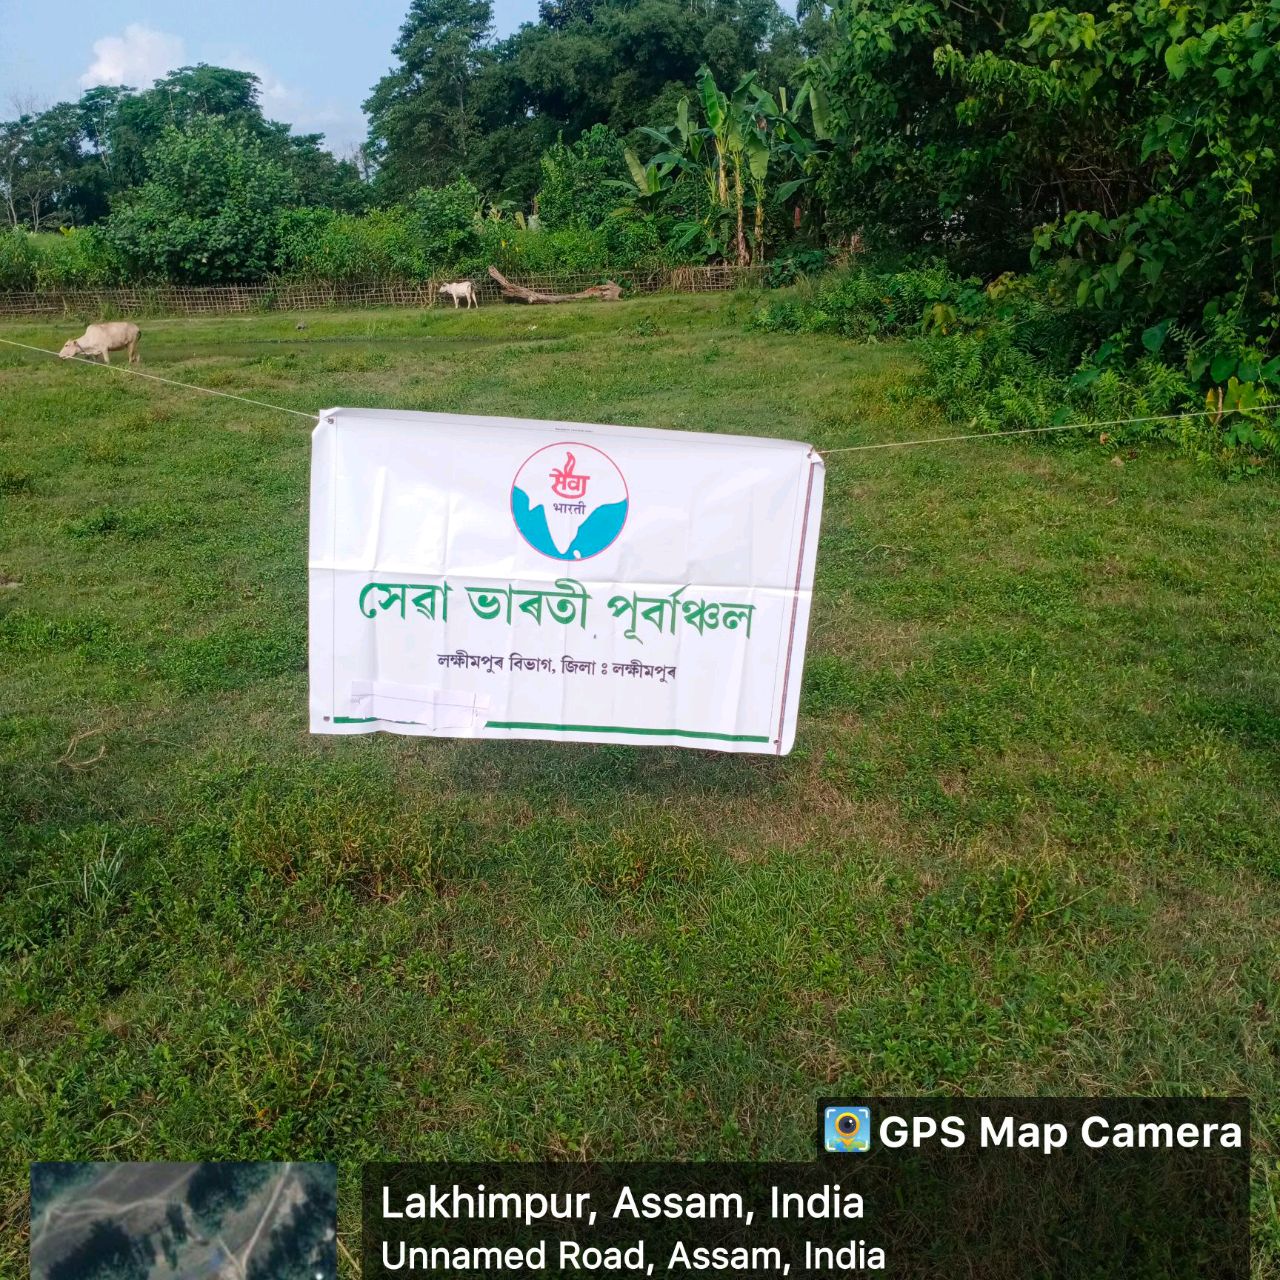 सेवा
भारती
সেৱা ভাৰতী পূৰ্বাঞ্চল
লক্ষীমপুৰ বিভাগ, জিলা ঃ লক্ষীমপুৰ
GPS Map Camera
Lakhimpur, Assam, India
Unnamed Road, Assam, India